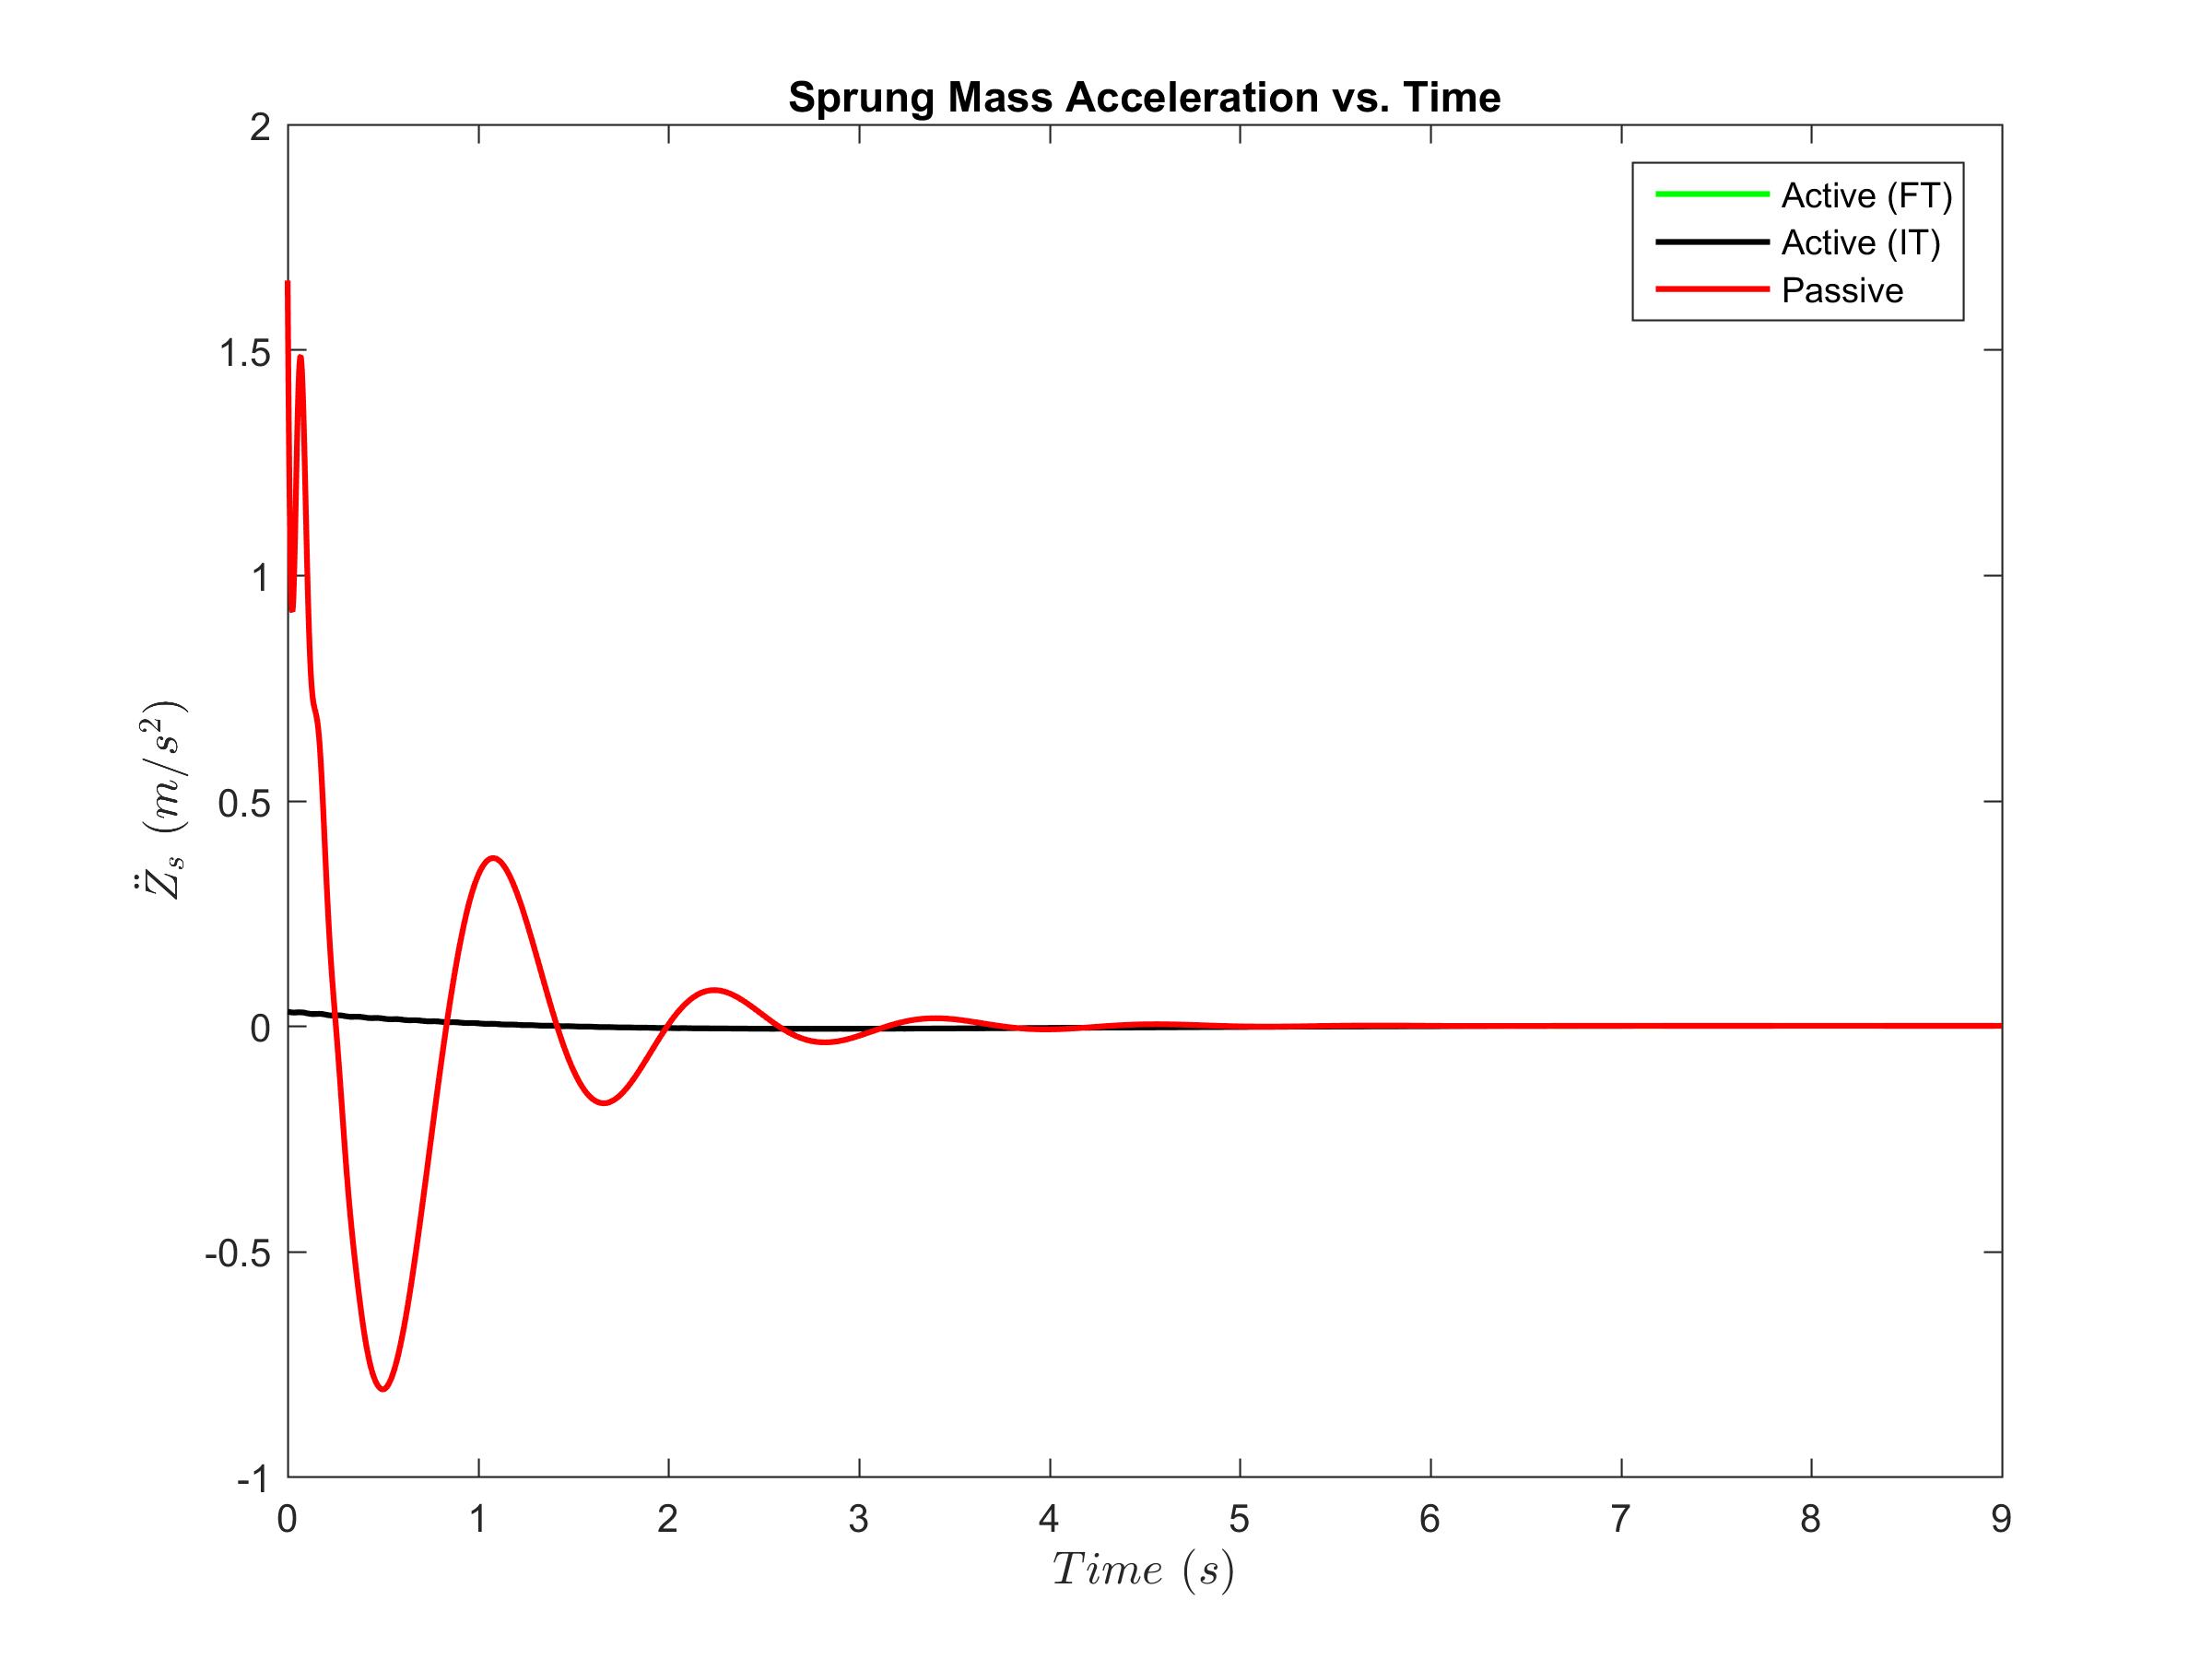 Sprung Mass Acceleration vs. Time
2
1.5
1
0.5
0
-0.5
-1
Z̈ₛ (m/s²)
Active (FT)
Active (IT)
Passive
0 1 2 3 4 5 6 7 8 9
Time (s)